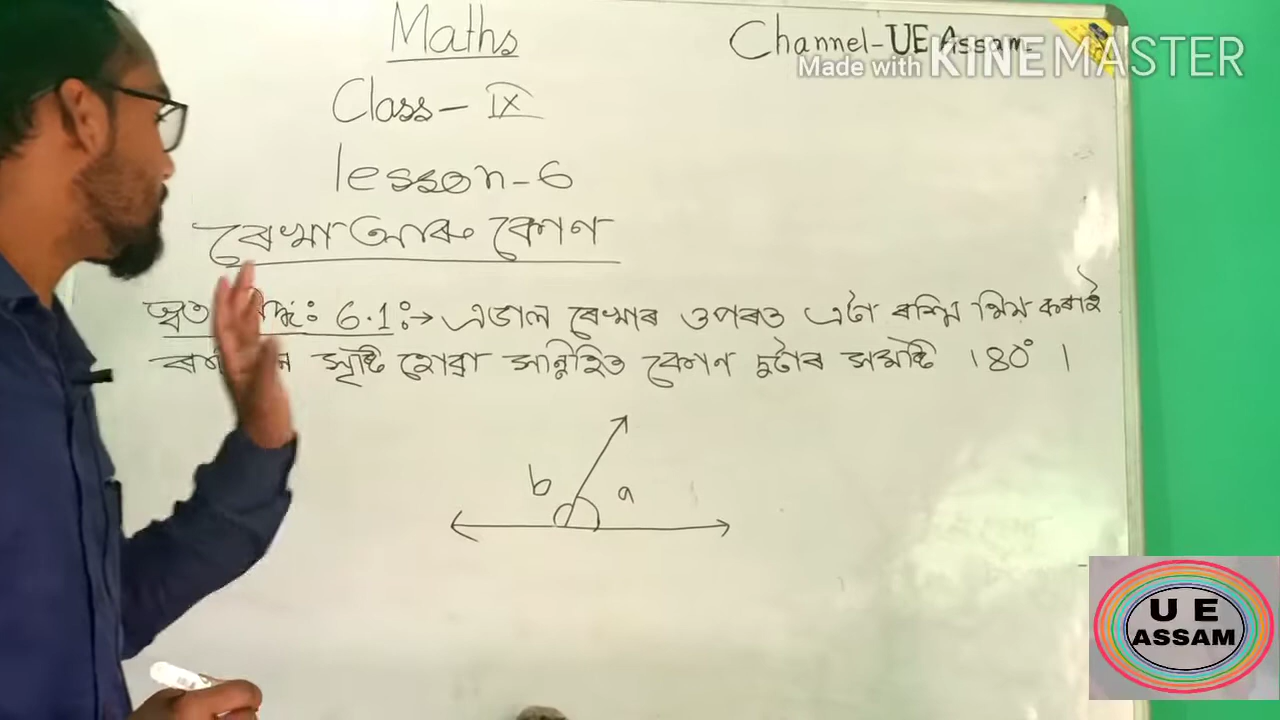 Maths
Channel-UE Assam.
Made with KINEMASTER
Class- IX
lesson-6
ৰেখা আৰু কোণ
6.1ঃ→ এডাল ৰেখাৰ ওপৰত এটা ৰশ্মি থিয় কৰাই
সৃষ্টি হোৱা সান্নিহিত কোণ দুটাৰ সমষ্টি 180° ।
b
a
U E
ASSAM